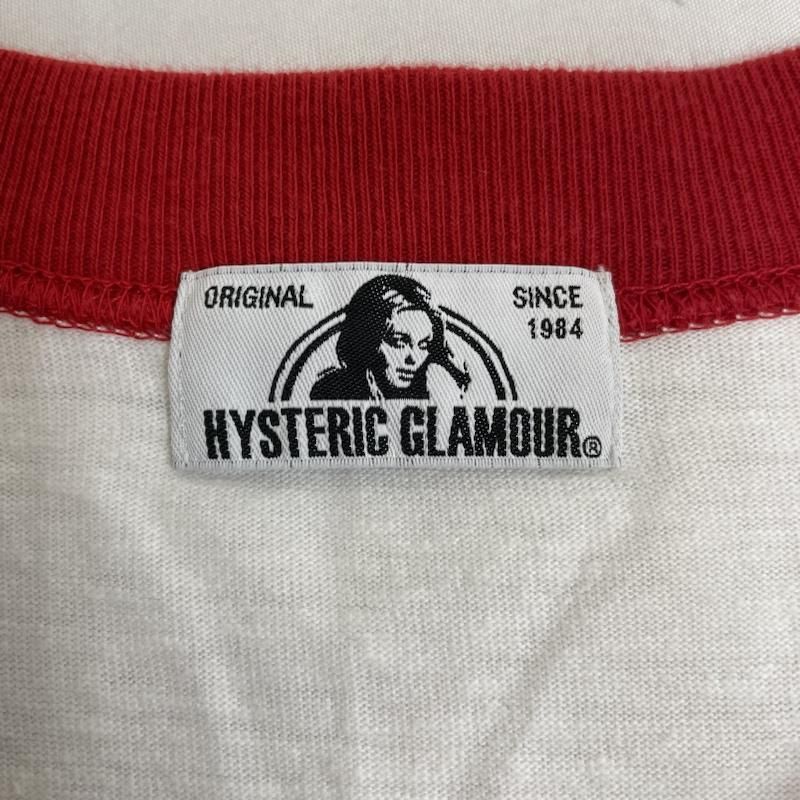 ORIGINAL
SINCE
1984
HYSTERIC GLAMOUR®